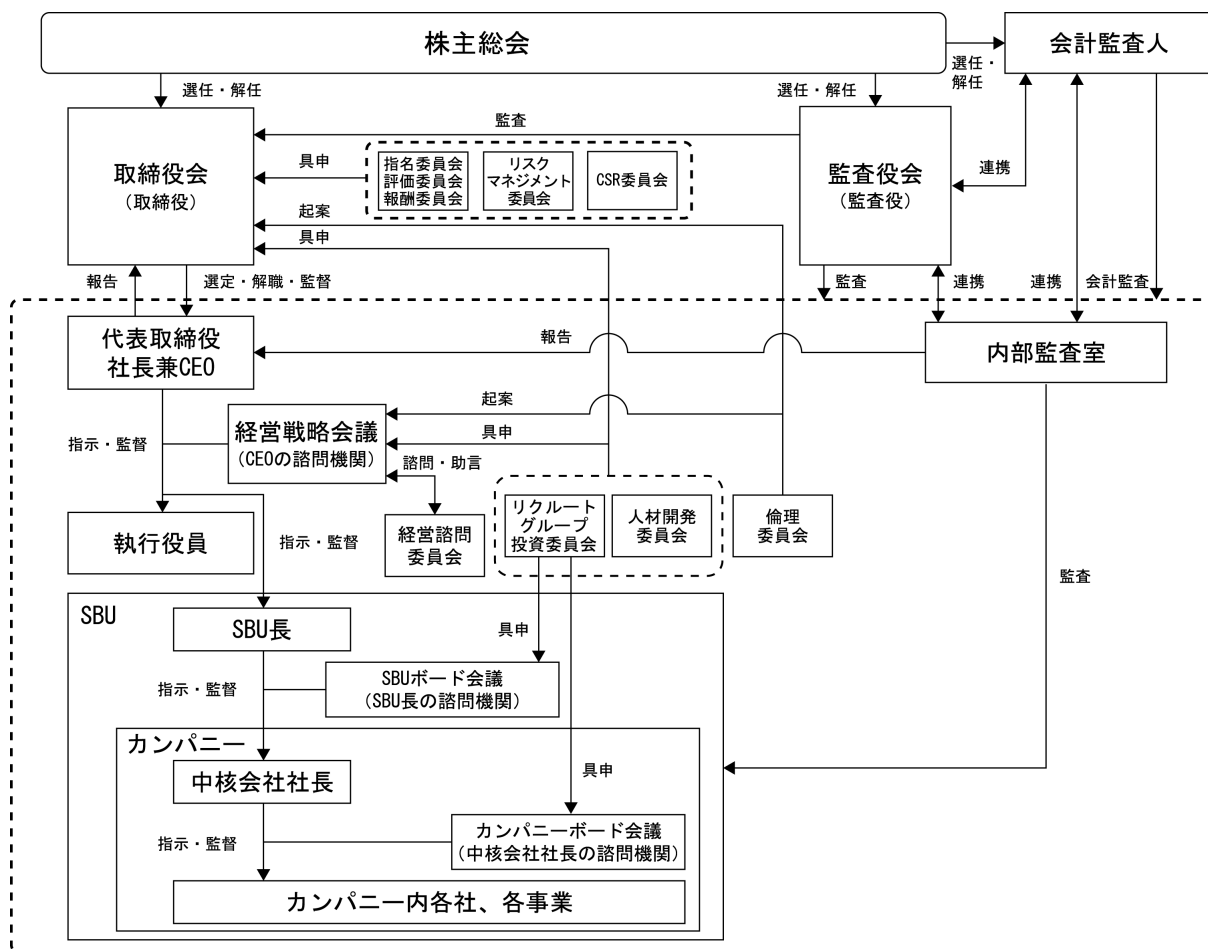 株主総会
会計監査人
選任・解任
選任・解任
選任・
解任
監査
取締役会
(取締役)
具申
指名委員会
評価委員会
報酬委員会
リスク
マネジメント
委員会
CSR委員会
監査役会
(監査役)
連携
起案
具申
報告
選定・解職・監督
監査
連携
連携
会計監査
代表取締役
社長兼CEO
報告
内部監査室
起案
経営戦略会議
(CEOの諮問機関)
具申
指示・監督
諮問・助言
執行役員
指示・監督
経営諮問
委員会
リクルート
グループ
投資委員会
人材開発
委員会
倫理
委員会
監査
SBU
SBU長
具申
指示・監督
SBUボード会議
(SBU長の諮問機関)
カンパニー
中核会社社長
具申
指示・監督
カンパニーボード会議
(中核会社社長の諮問機関)
カンパニー内各社、各事業